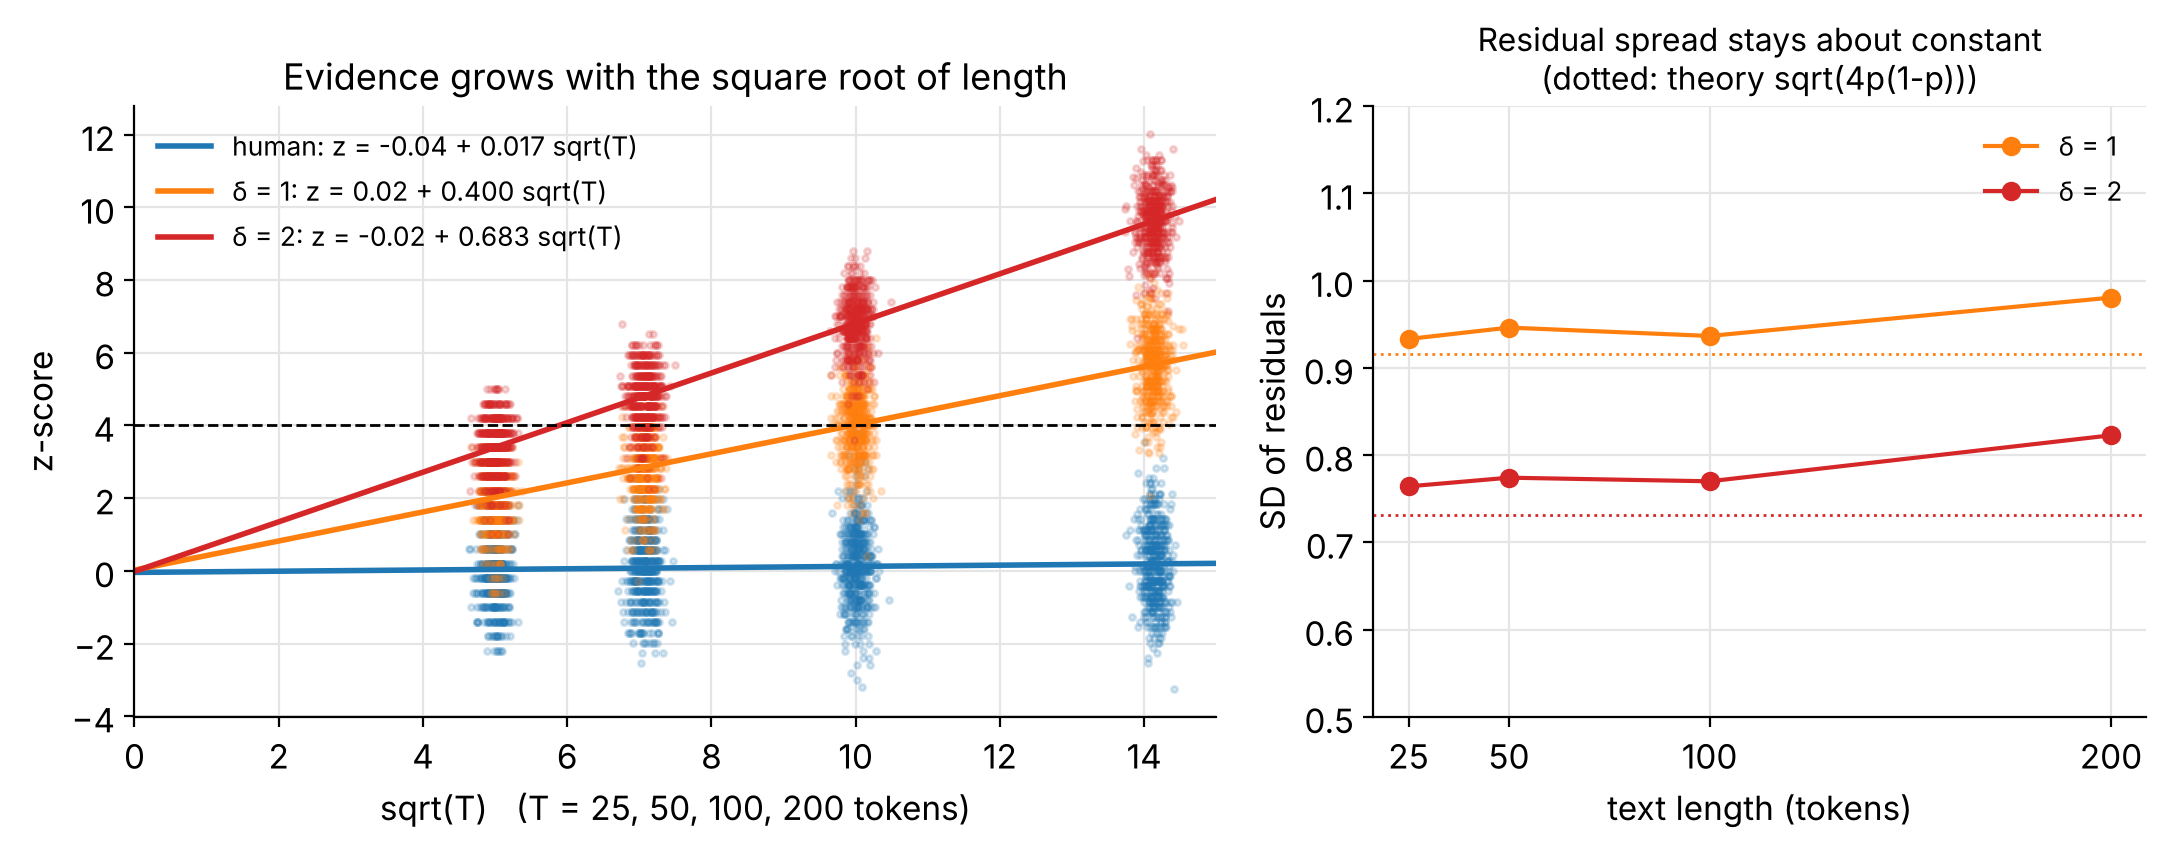 Evidence grows with the square root of length
human: z = -0.04 + 0.017 sqrt(T)
δ = 1: z = 0.02 + 0.400 sqrt(T)
δ = 2: z = -0.02 + 0.683 sqrt(T)
z-score
12
10
8
6
4
2
0
−2
−4
0 2 4 6 8 10 12 14
sqrt(T) (T = 25, 50, 100, 200 tokens)
Residual spread stays about constant
(dotted: theory sqrt(4p(1-p)))
δ = 1
δ = 2
SD of residuals
1.2
1.1
1.0
0.9
0.8
0.7
0.6
0.5
25 50 100 200
text length (tokens)